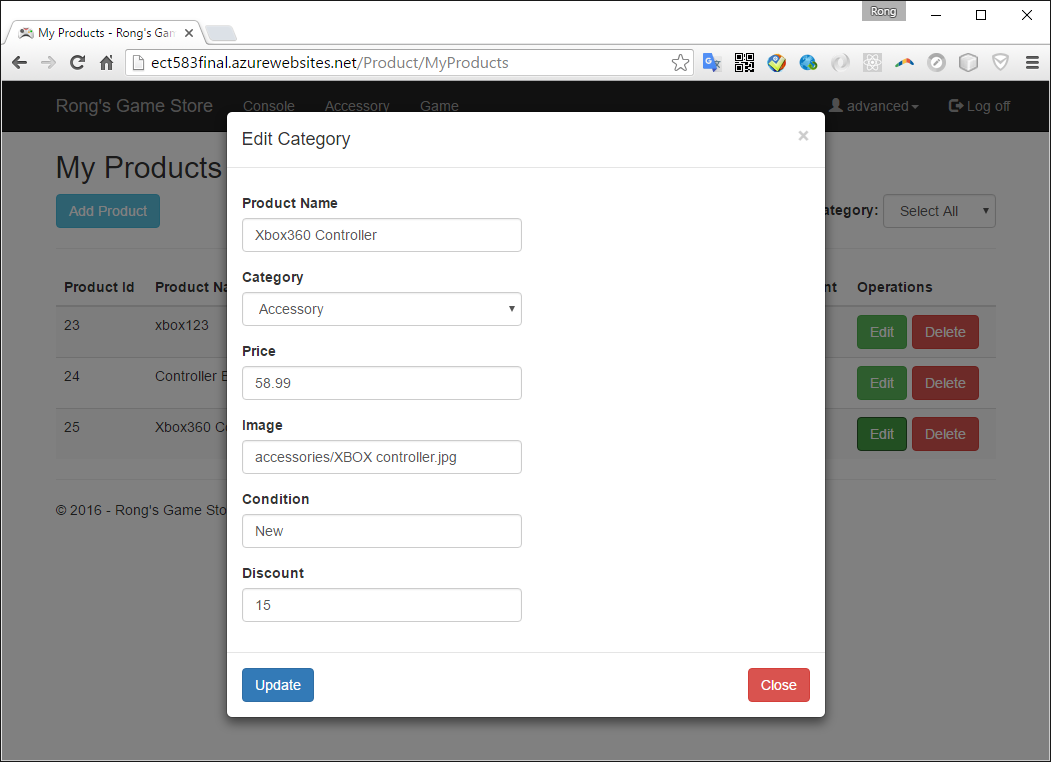 Rong
My Products - Rong's Gam
ect583final.azurewebsites.net/Product/MyProducts
Rong's Game Store Console Accessory Game advanced Log off
Edit Category ×
My Products
Add Product
ategory: Select All
Product Name
Xbox360 Controller
Category
Accessory
Price
58.99
Image
accessories/XBOX controller.jpg
Condition
New
Discount
15
Update Close
Product Id Product Na nt Operations
23 xbox123 Edit Delete
24 Controller Edit Delete
25 Xbox360 Co Edit Delete
© 2016 - Rong's Game Sto